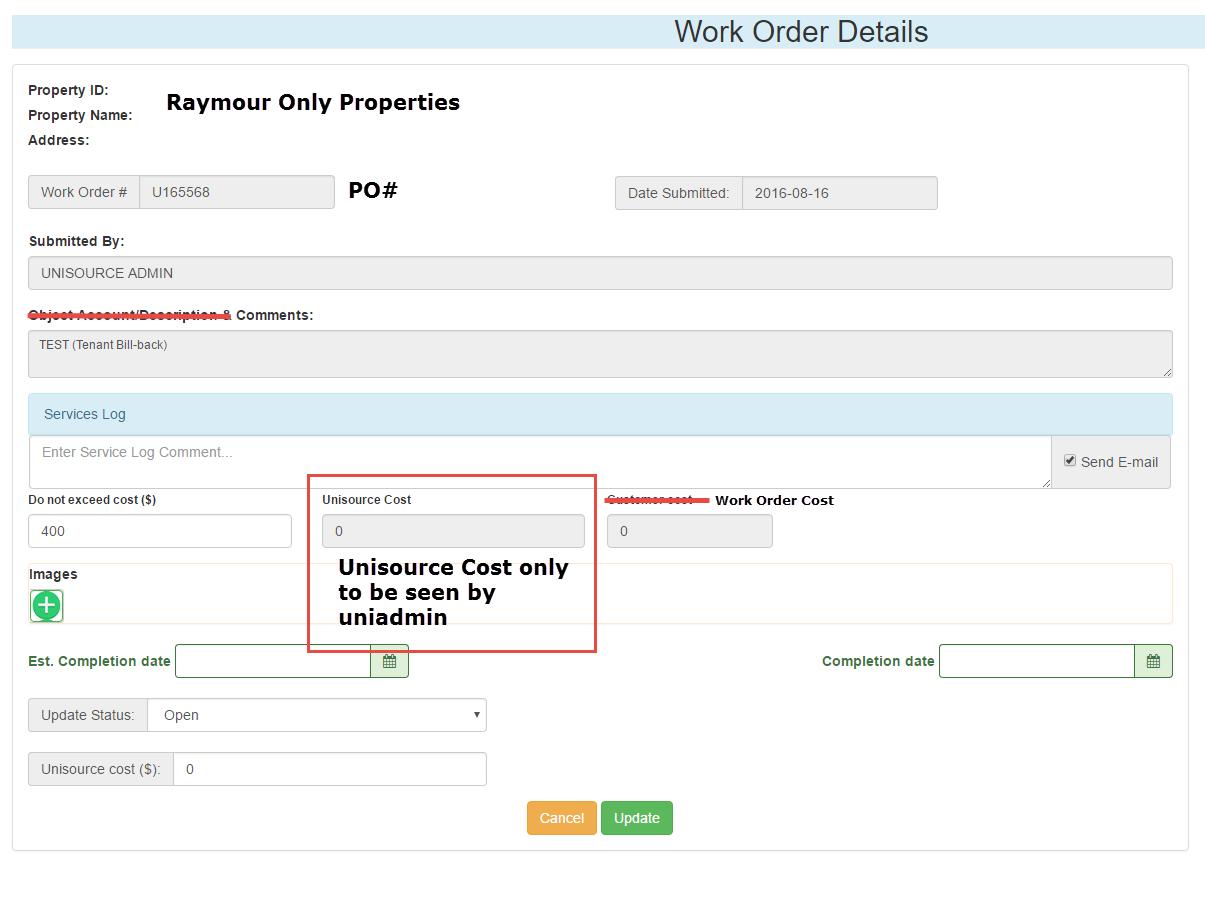 Work Order Details
Property ID:
Raymour Only Properties
Property Name:
Address:
Work Order # U165568 PO# Date Submitted: 2016-08-16
Submitted By:
UNISOURCE ADMIN
Object Account/Description & Comments:
TEST (Tenant Bill-back)
Services Log
Enter Service Log Comment...
Send E-mail
Do not exceed cost ($) Unisource Cost Customer cost Work Order Cost
400 0 0
Unisource Cost only
to be seen by
uniadmin
Images
Est. Completion date Completion date
Update Status: Open
Unisource cost ($): 0
Cancel Update